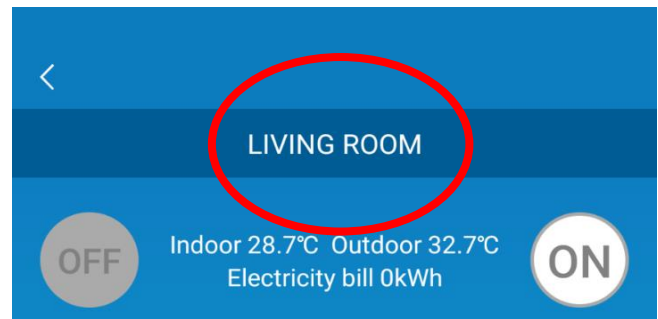 LIVING ROOM
OFF
Indoor 28.7℃ Outdoor 32.7℃
Electricity bill 0kWh
ON